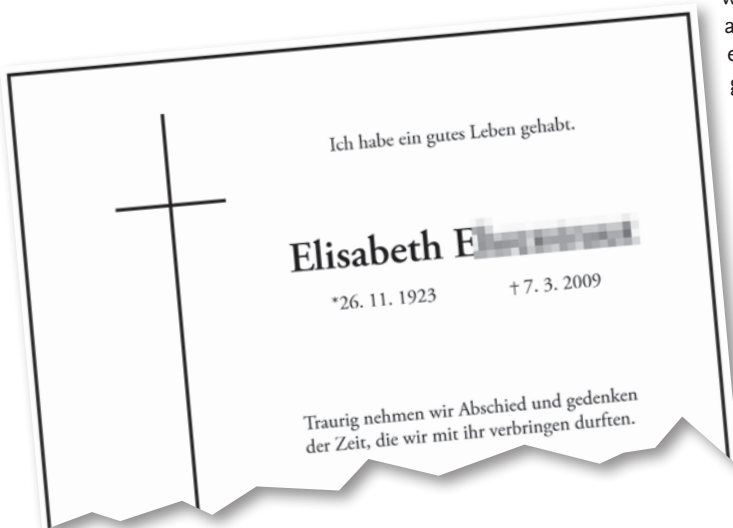 Ich habe ein gutes Leben gehabt.
Elisabeth E
*26. 11. 1923 † 7. 3. 2009
Traurig nehmen wir Abschied und gedenken
der Zeit, die wir mit ihr verbringen durften.